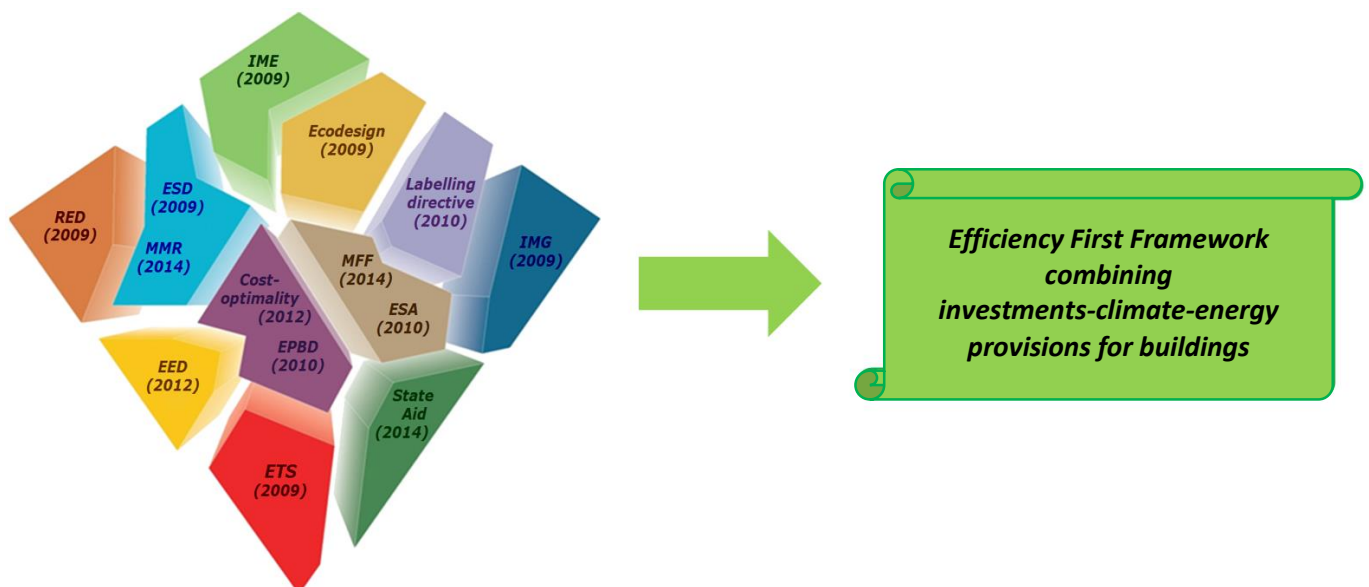 IME
(2009)
Ecodesign
(2009)
Labelling
directive
(2010)
ESD
(2009)
RED
(2009)
IMG
(2009)
MMR
(2014)
MFF
(2014)
Cost-
optimality
(2012)
ESA
(2010)
EPBD
(2010)
EED
(2012)
State
Aid
(2014)
ETS
(2009)
Efficiency First Framework
combining
investments-climate-energy
provisions for buildings